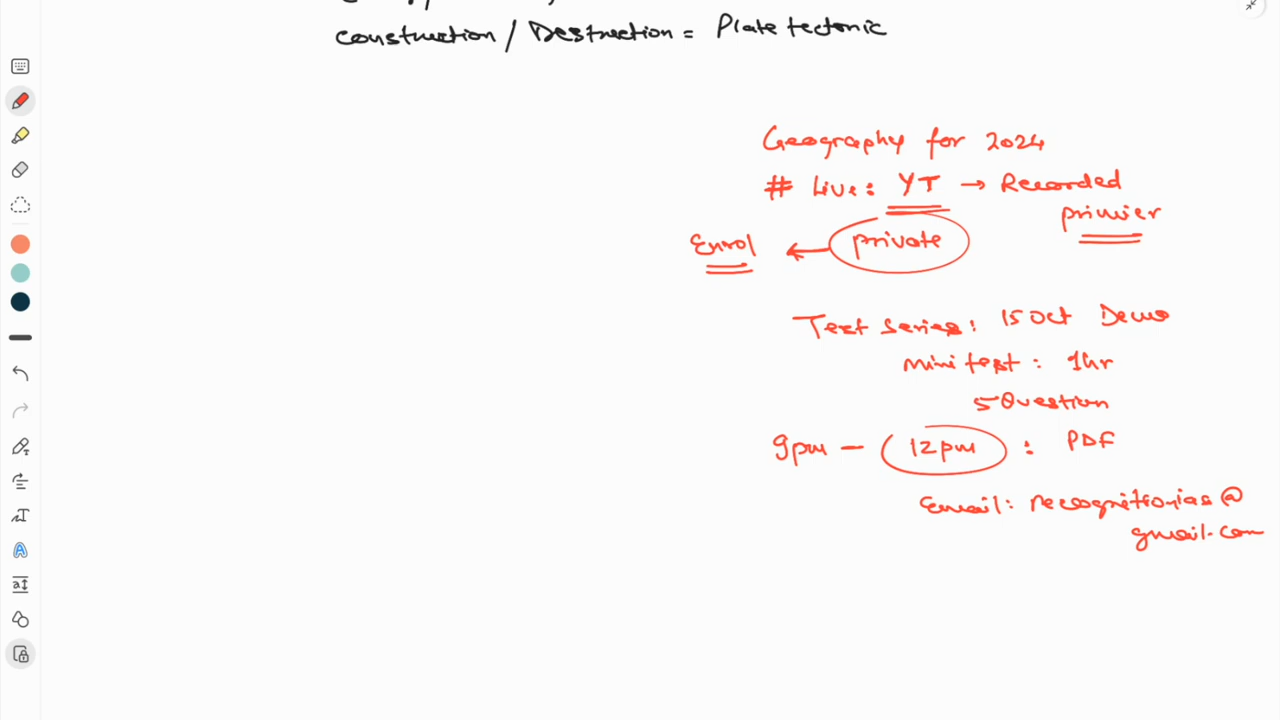 construction / Destruction = Plate tectonic
Geography for 2024
# Live: YT → Recorded
primier
Enrol ← private
Test series: 15 Oct Demo
mini test : 1hr
5 Question
9pm - 12pm : PDF
Email: recognitionias@
gmail.com